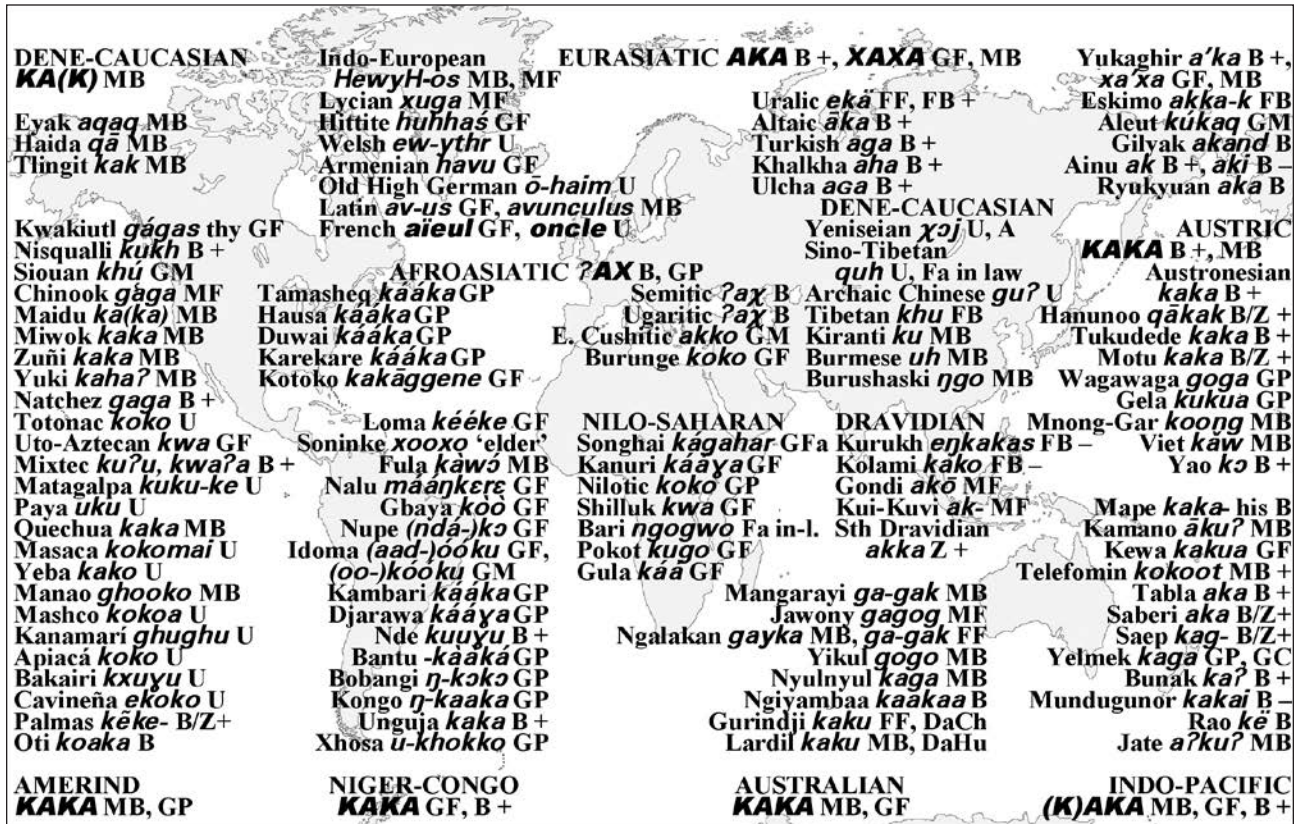 DENE-CAUCASIAN
KA(K) MB
Eyak aqaq MB
Haida qā MB
Tlingit kak MB
Kwakiutl gágas thy GF
Nisqualli kukh B +
Siouan khú GM
Chinook gaga MF
Maidu ka(ka) MB
Miwok kaka MB
Zuñi kaka MB
Yuki kahaʔ MB
Natchez gaga B +
Totonac koko U
Uto-Aztecan kwa GF
Mixtec kuʔu, kwaʔa B +
Matagalpa kuku-ke U
Paya uku U
Quechua kaka MB
Masaca kokomai U
Yeba kako U
Manao ghooko MB
Mashco kokoa U
Kanamarí ghughu U
Apiacá koko U
Bakairi kxuyu U
Cavineña ekoko U
Palmas kẽke- B/Z+
Oti koaka B
AMERIND
KAKA MB, GP
Indo-European
HewyH-os MB, MF
Lycian xuga MF
Hittite huhhas GF
Welsh ew-ythr U
Armenian havu GF
Old High German ō-haim U
Latin av-us GF, avunculus MB
French aïeul GF, oncle U
AFROASIATIC ʔAX B, GP
Tamasheq kááka GP
Hausa kááka GP
Duwai kááka GP
Karekare kááka GP
Kotoko kakāggene GF
Semitic ʔaχ B
Ugaritic ʔaχ B
E. Cushitic akko GM
Burunge koko GF
Loma kééke GF
Soninke xooxo ‘elder’
Fula kàwɔ́ MB
Nalu mááŋkɛrɛ GF
Gbaya kòò GF
Nupe (ndá-)kɔ GF
Idoma (aad-)óóku GF,
(oo-)kóóku GM
Kambari kááka GP
Djarawa kááɣa GP
Nde kuuɣu B +
Bantu -kààká GP
Bobangi ŋ-kɔkɔ GP
Kongo ŋ-kaaka GP
Unguja kaka B +
Xhosa u-khokko GP
NIGER-CONGO
KAKA GF, B +
NILO-SAHARAN
Songhai kágahár GFa
Kanuri kááɣa GF
Nilotic koko GP
Shilluk kwa GF
Bari ngogwo Fa in-l.
Pokot kugo GF
Gula káá GF
EURASIATIC AKA B +, XAXA GF, MB
Uralic ekä FF, FB +
Altaic āka B +
Turkish aga B +
Khalkha aha B +
Ulcha aɢa B +
DENE-CAUCASIAN
Yeniseian χɔj U, A
Sino-Tibetan
quh U, Fa in law
Archaic Chinese guʔ U
Tibetan khu FB
Kiranti ku MB
Burmese uh MB
Burushaski ŋgo MB
DRAVIDIAN
Kurukh eŋkakas FB –
Kolami kāko FB –
Gondi akō MF
Kui-Kuvi ak- MF
Sth Dravidian
akka Z +
Mangarayi ga-gak MB
Jawony gagog MF
Ngalakan gayka MB, ga-gak FF
Yikul gogo MB
Nyulnyul kaga MB
Ngiyambaa kaakaa B
Gurindji kaku FF, DaCh
Lardil kaku MB, DaHu
AUSTRALIAN
KAKA MB, GF
Yukaghir a’ka B +,
xa’xa GF, MB
Eskimo akka-k FB
Aleut kúkaq GM
Gilyak akand B
Ainu ak B +, aki B –
Ryukyuan aka B
AUSTRIC
KAKA B +, MB
Austronesian
kaka B +
Hanunoo qākak B/Z +
Tukudede kaka B +
Motu kaka B/Z +
Wagawaga goga GP
Gela kukua GP
Mnong-Gar koong MB
Viet kăw MB
Yao kɔ B +
Mape kaka- his B
Kamano ākuʔ MB
Kewa kakua GF
Telefomin kokoot MB +
Tabla aka B +
Saberi aka B/Z+
Saep kag- B/Z+
Yelmek kaga GP, GC
Bunak kaʔ B +
Mundugunor kakai B –
Rao kë B
Jate aʔkuʔ MB
INDO-PACIFIC
(K)AKA MB, GF, B +